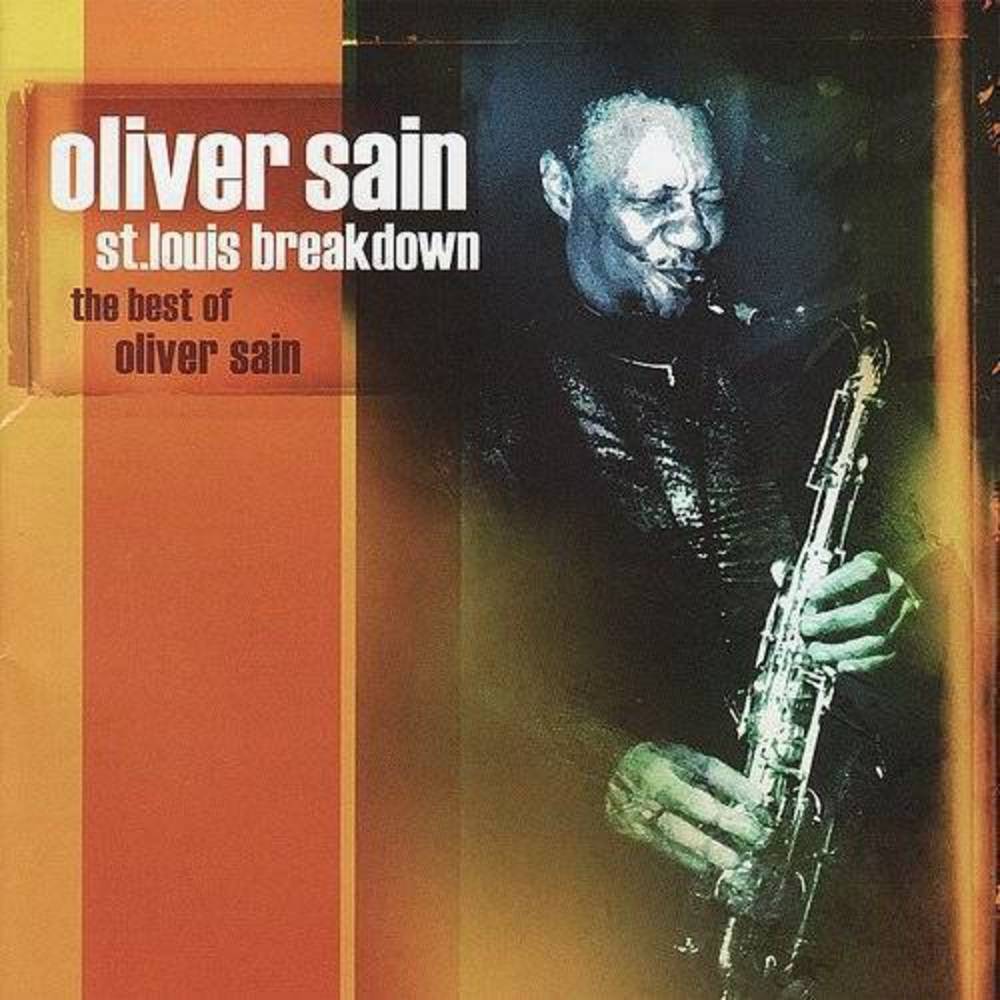 oliver sain
st.louis breakdown
the best of
oliver sain